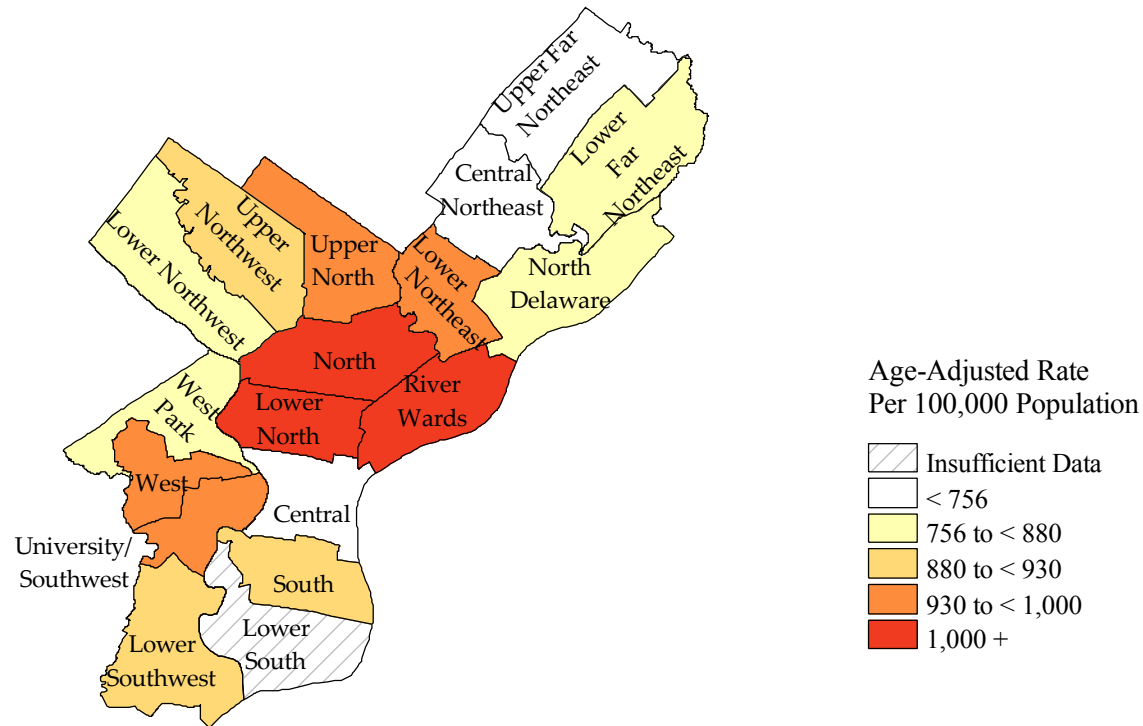 Upper Far
Northeast
Lower
Far
Northeast
Central
Northeast
Upper
Northwest
Lower Northwest
Upper
North
Lower
Northeast
North
Delaware
North
River
Wards
Lower
North
West
Park
West
Central
University/
Southwest
South
Lower
South
Lower
Southwest
Age-Adjusted Rate
Per 100,000 Population
Insufficient Data
< 756
756 to < 880
880 to < 930
930 to < 1,000
1,000 +